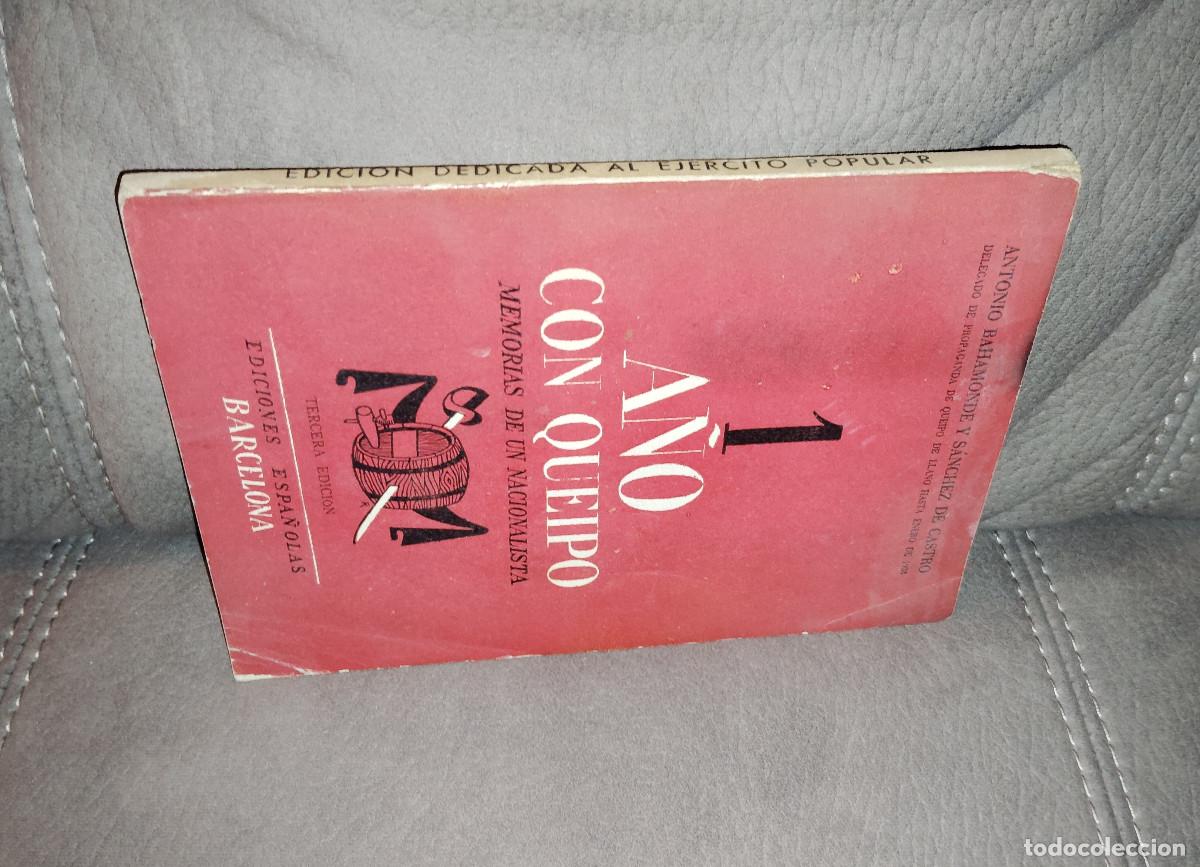 EDICION DEDICADA AL EJERCITO POPULAR
ANTONIO BAHAMONDE Y SÁNCHEZ DE CASTRO
DELEGADO DE PROPAGANDA DE QUEIPO DE LLANO HASTA ENERO DE 1938
1
AÑO
CON QUEIPO
MEMORIAS DE UN NACIONALISTA
TERCERA EDICION
EDICIONES ESPAÑOLAS
BARCELONA
todocoleccion